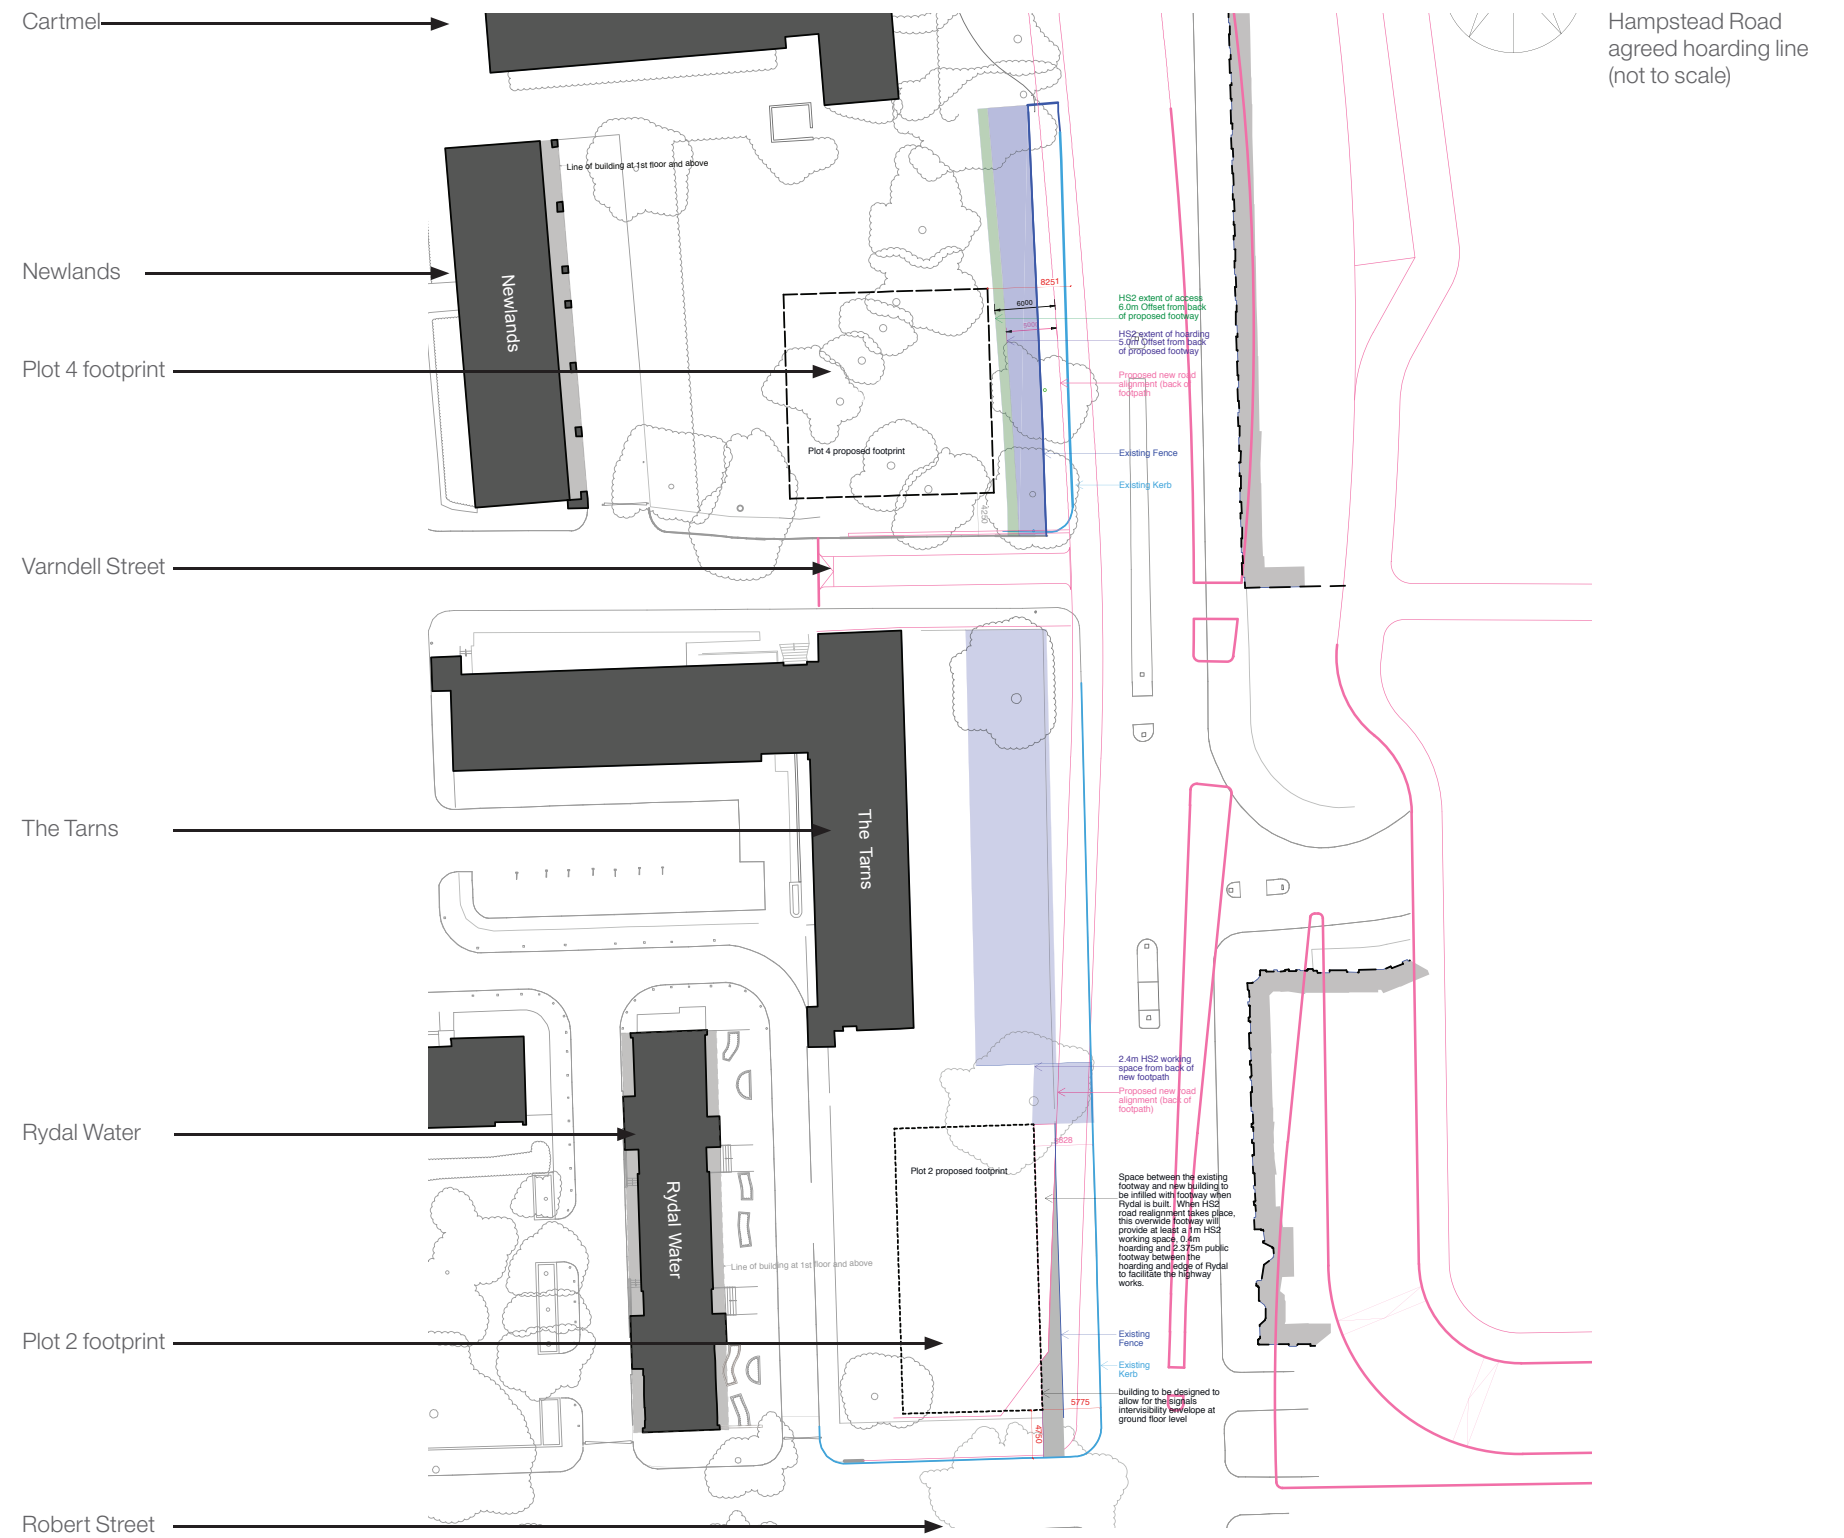 Cartmel
Hampstead Road
agreed hoarding line
(not to scale)
Line of building at 1st floor and above
Newlands
Newlands
8251
6000
5000
HS2 extent of access
6.0m Offset from back
of proposed footway
HS2 extent of hoarding
5.0m Offset from back
of proposed footway
Plot 4 footprint
Proposed new road
alignment (back of
footpath
Plot 4 proposed footprint
Existing Fence
Existing Kerb
4250
Varndell Street
The Tarns
The Tarns
2.4m HS2 working
space from back of
new footpath
Proposed new road
alignment (back of
footpath)
Rydal Water
Rydal Water
Plot 2 proposed footprint
Space between the existing
footway and new building to
be infilled with footway when
Rydal is built. When HS2
road realignment takes place,
this overwide footway will
provide at least a 1m HS2
working space, 0.4m
hoarding and 2.375m public
footway between the
hoarding and edge of Rydal
to facilitate the highway
works.
Line of building at 1st floor and above
Plot 2 footprint
Existing
Fence
Existing
Kerb
building to be designed to
allow for the signals
intervisibility envelope at
ground floor level
5775
4750
Robert Street